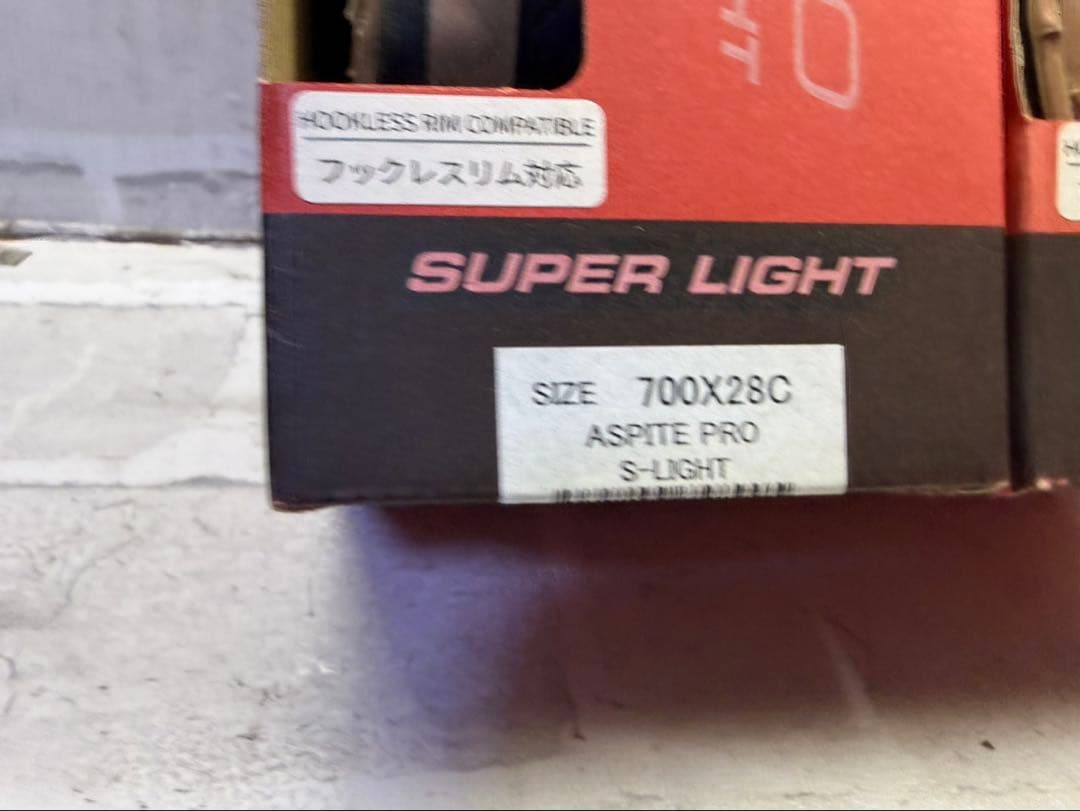 HOOKLESS RIM COMPATIBLE
フックレスリム対応
SUPER LIGHT
SIZE 700X28C
ASPITE PRO
S-LIGHT